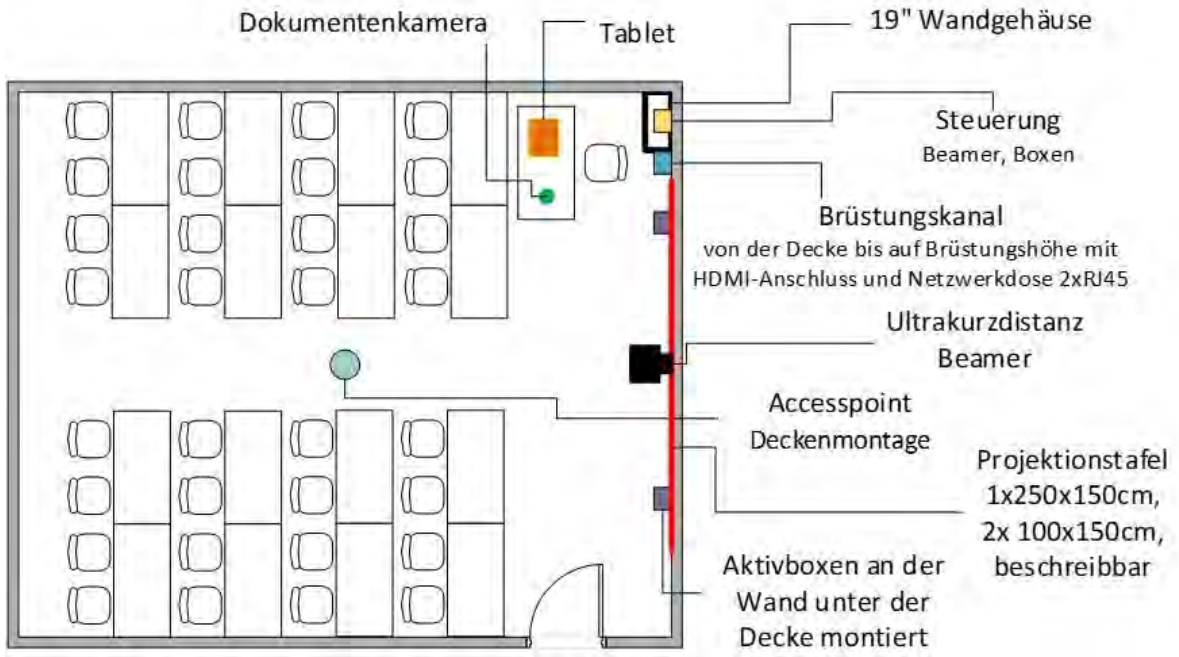 Dokumentenkamera
Tablet
19" Wandgehäuse
Steuerung
Beamer, Boxen
Brüstungskanal
von der Decke bis auf Brüstungshöhe mit
HDMI-Anschluss und Netzwerkdose 2xRJ45
Ultrakurzdistanz
Beamer
Accesspoint
Deckenmontage
Projektionstafel
1x250x150cm,
2x 100x150cm,
beschreibbar
Aktivboxen an der
Wand unter der
Decke montiert